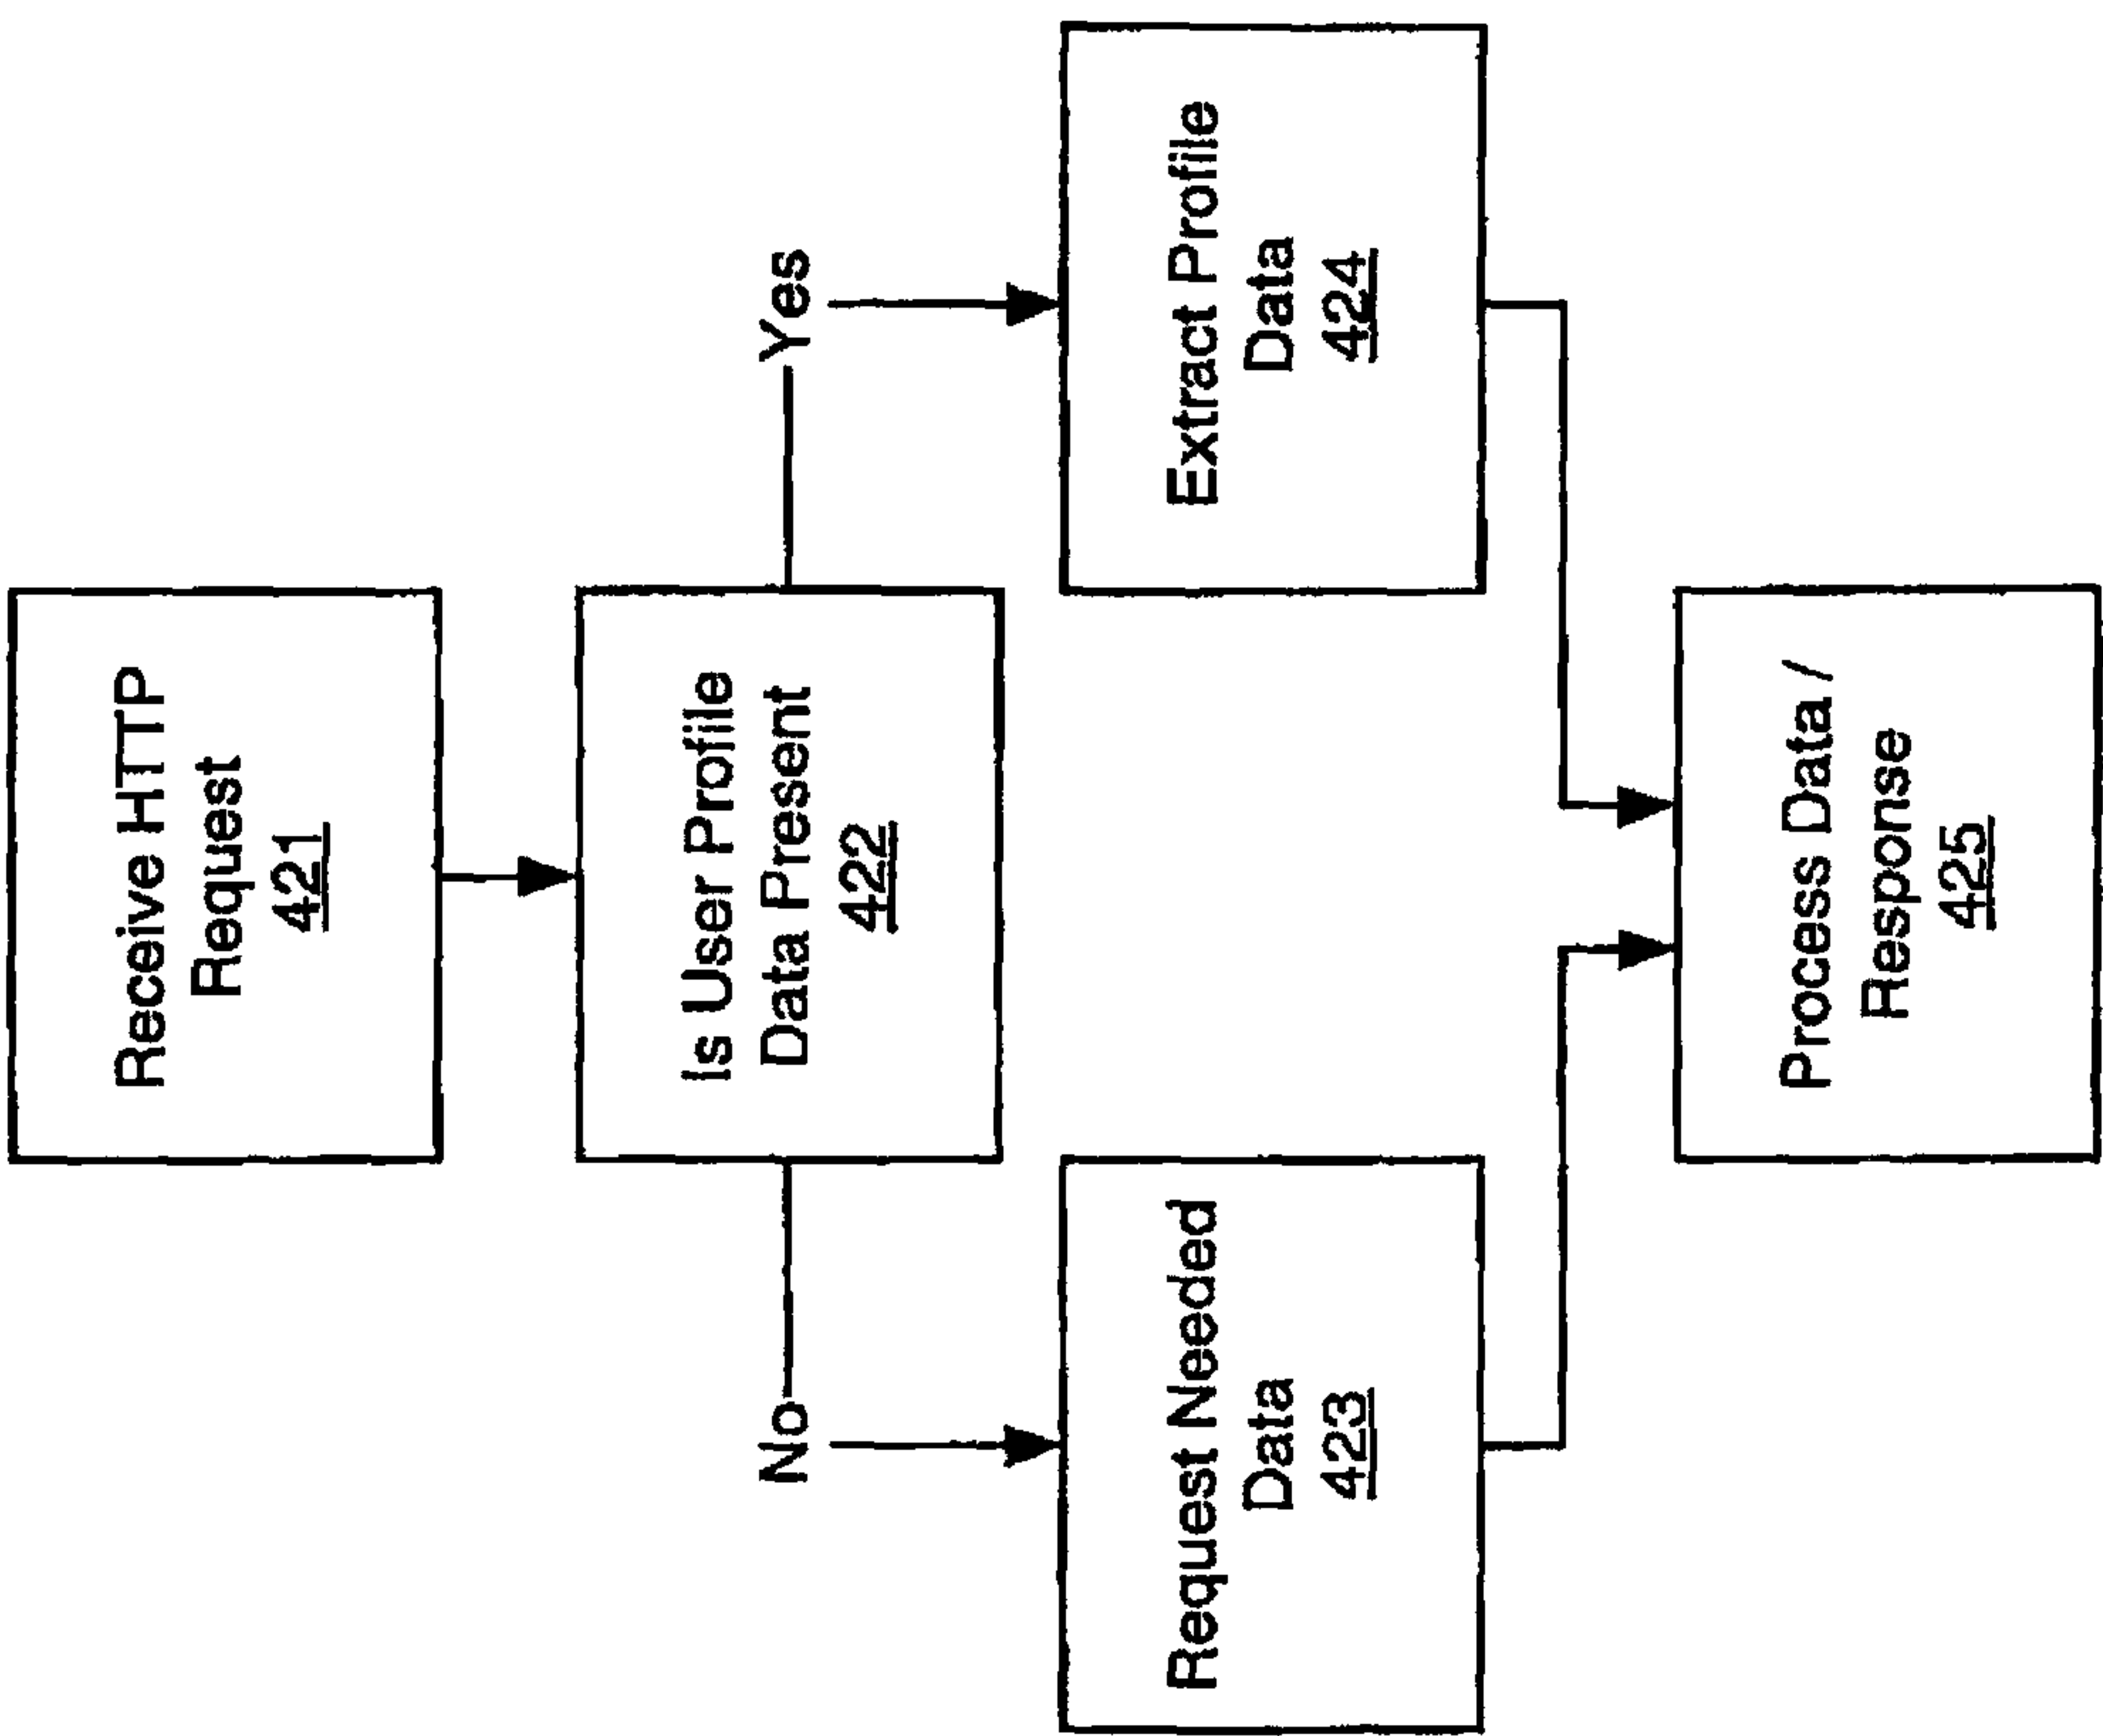 Receive HTTP
Request
421
Is User Profile
Data Present
422
No
Yes
Request Needed
Data
423
Extract Profile
Data
424
Process Data /
Response
425